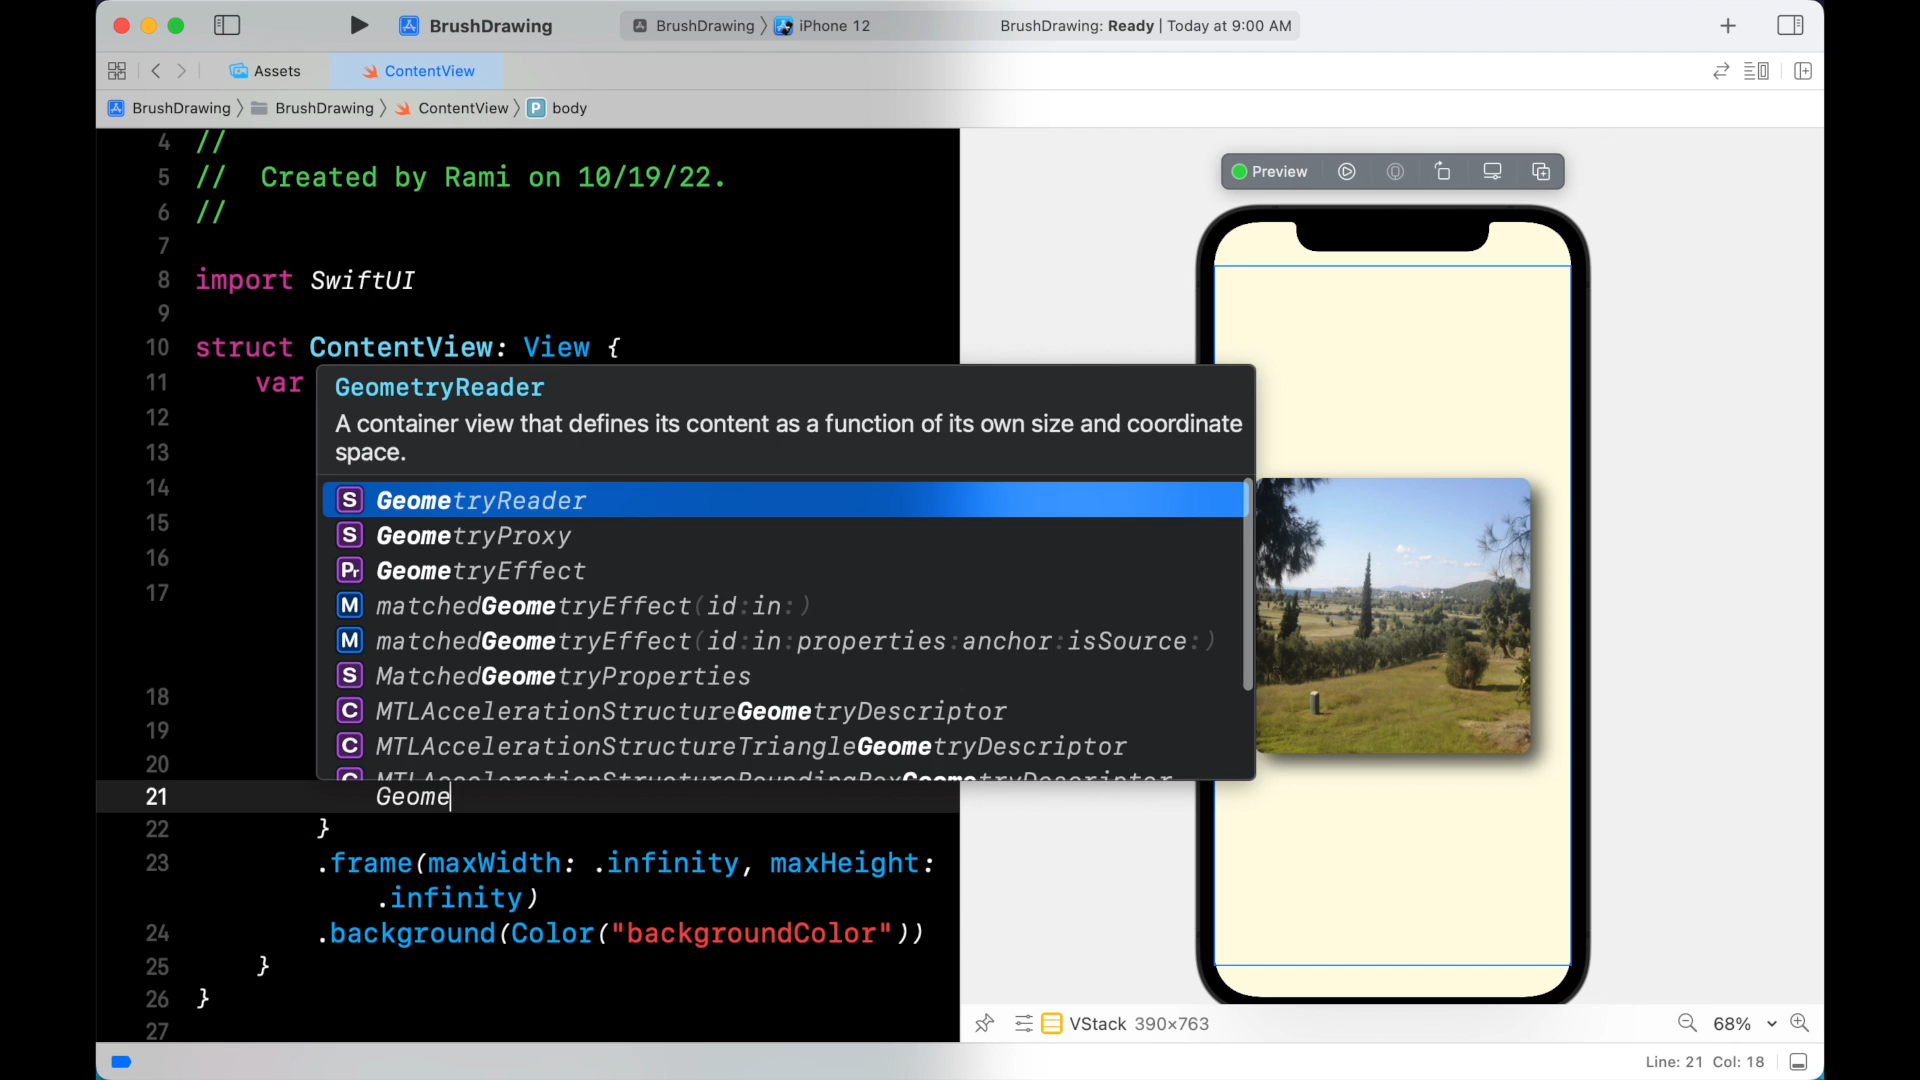 BrushDrawing
BrushDrawing 〉 iPhone 12
BrushDrawing: Ready | Today at 9:00 AM
Assets
ContentView
BrushDrawing 〉 BrushDrawing 〉 ContentView 〉 P body
4 //
5 //  Created by Rami on 10/19/22.
6 //
7
8 import SwiftUI
9
10 struct ContentView: View {
11 var
12
13
14
15
16
17
18
19
20
GeometryReader
A container view that defines its content as a function of its own size and coordinate
space.
S GeometryReader
S GeometryProxy
Pr GeometryEffect
M matchedGeometryEffect(id:in:)
M matchedGeometryEffect(id:in:properties:anchor:isSource:)
S MatchedGeometryProperties
C MTLAccelerationStructureGeometryDescriptor
C MTLAccelerationStructureTriangleGeometryDescriptor
C MTLAccelerationStructureBoundingBoxGeometryDescriptor
21 Geome
22 }
23 .frame(maxWidth: .infinity, maxHeight:
.infinity)
24 .background(Color("backgroundColor"))
25 }
26 }
27
Preview
VStack 390×763
68%
Line: 21 Col: 18